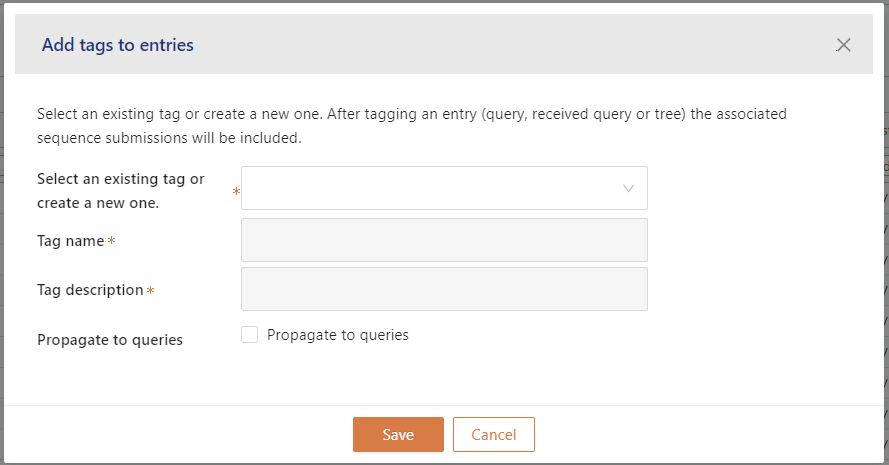 Add tags to entries
Select an existing tag or create a new one. After tagging an entry (query, received query or tree) the associated
sequence submissions will be included.
Select an existing tag or
create a new one. *
Tag name *
Tag description *
Propagate to queries Propagate to queries
Save Cancel